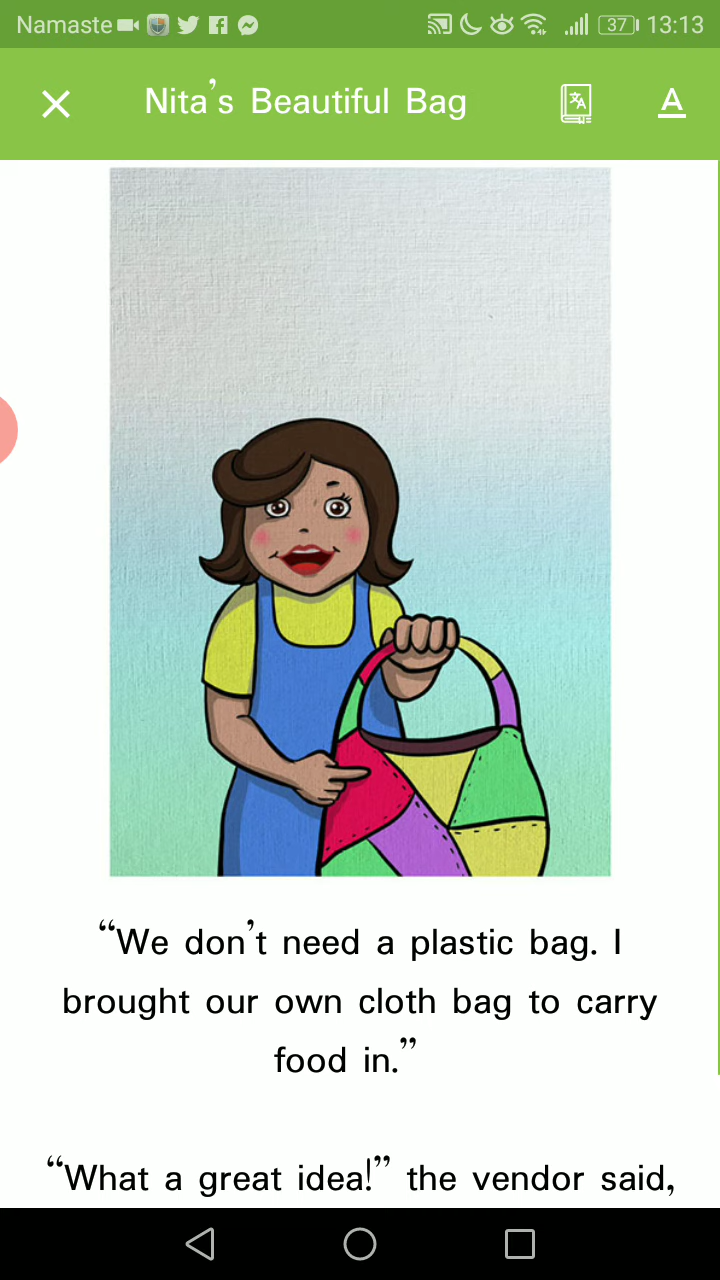 Namaste 37 13:13
Nita’s Beautiful Bag A
“We don’t need a plastic bag. I
brought our own cloth bag to carry
food in.”
“What a great idea!” the vendor said,